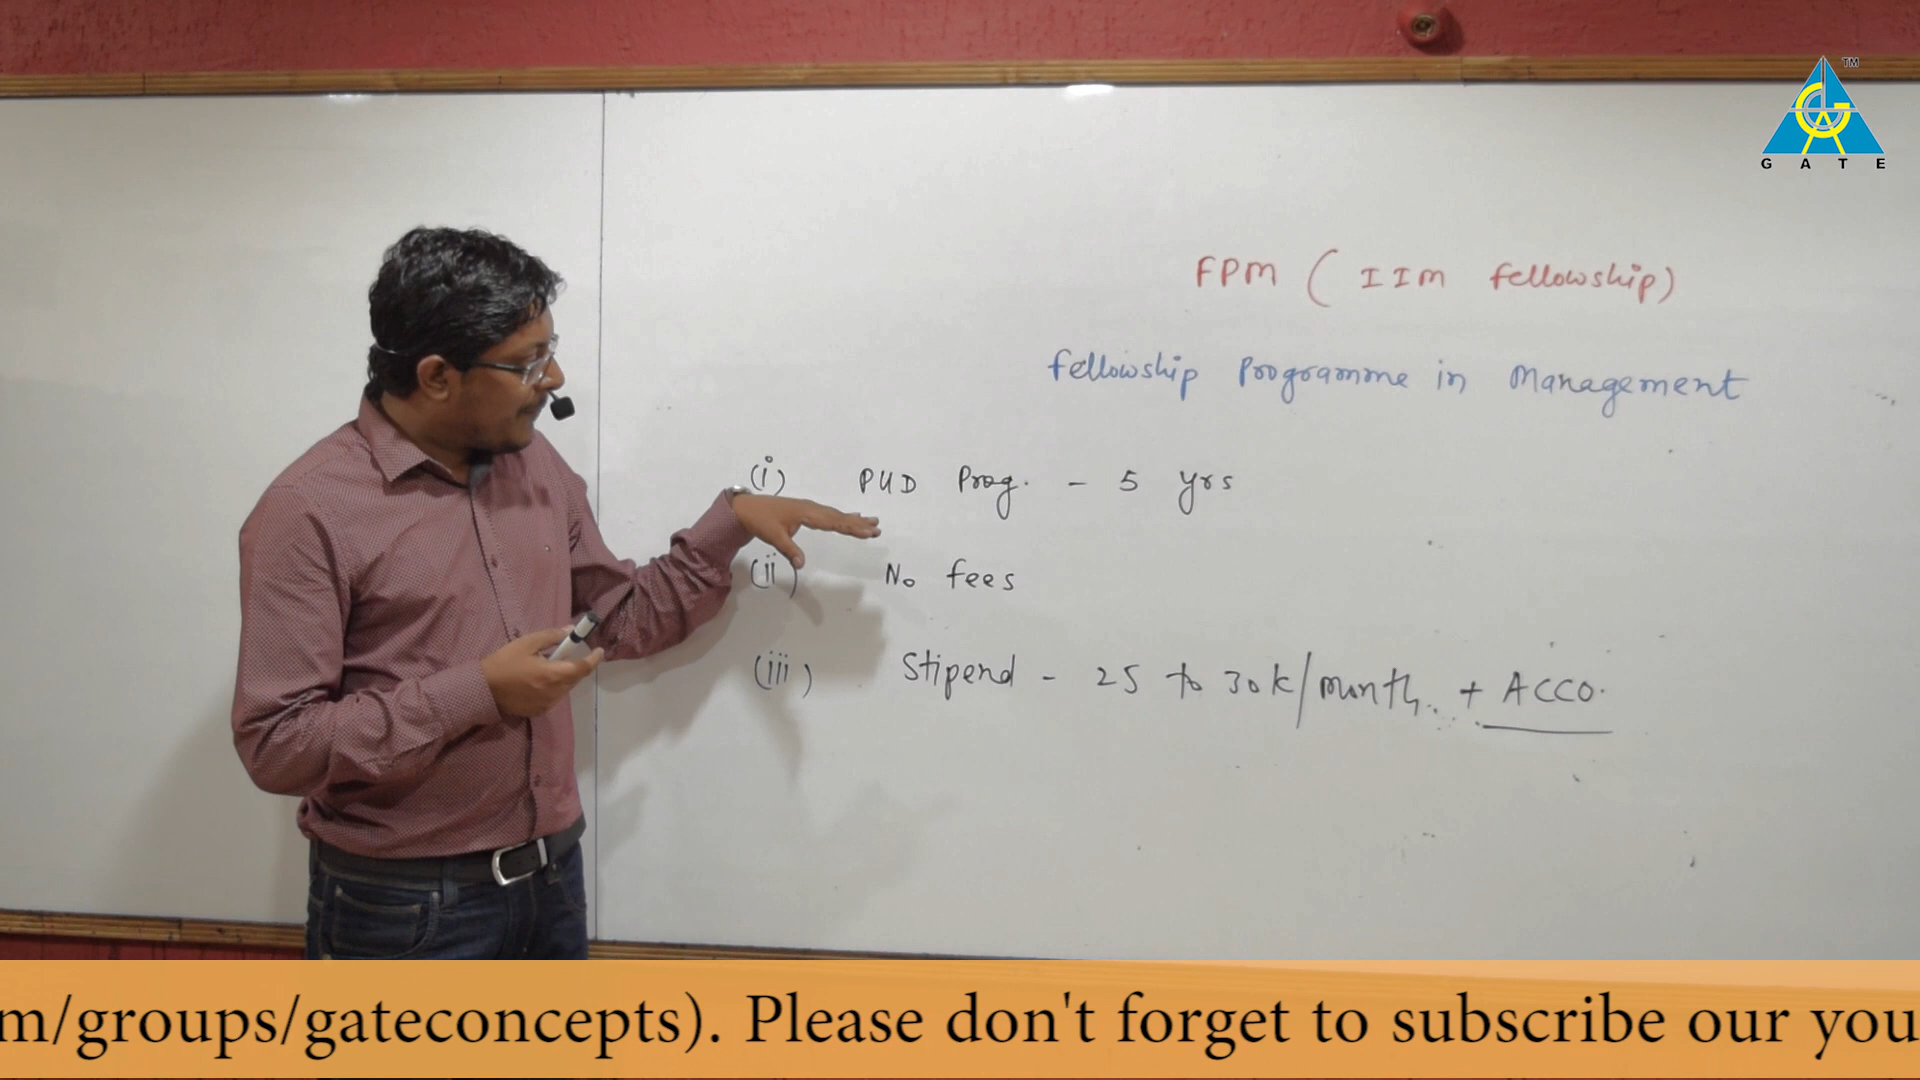 TM
G A T E
FPM ( IIM fellowship)
fellowship Programme in Management
(i) PHD Prog. - 5 yrs
(ii) No fees
(iii) Stipend - 25 to 30k/month. + ACCO.
m/groups/gateconcepts). Please don't forget to subscribe our you